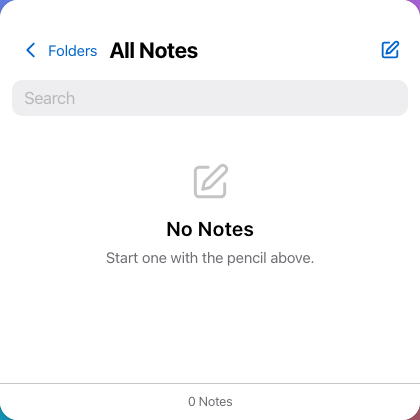 Folders All Notes
Search
No Notes
Start one with the pencil above.
0 Notes